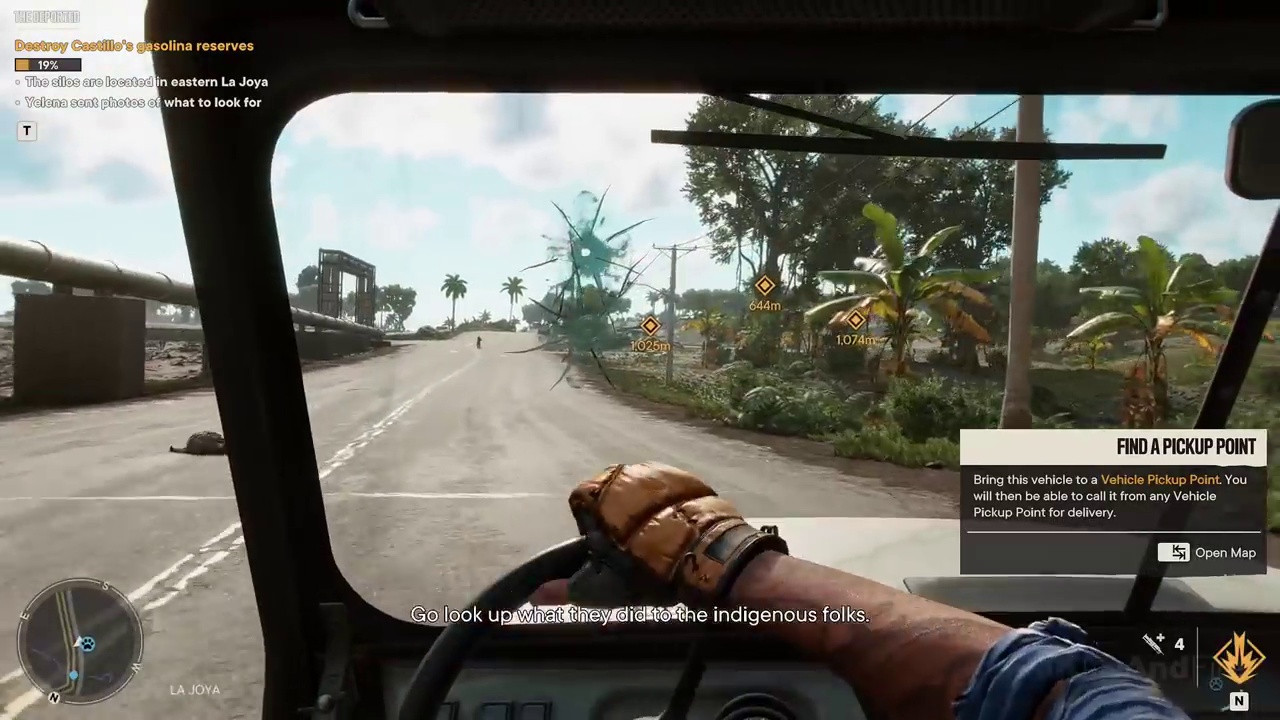 THE DEPORTED
Destroy Castillo's gasolina reserves
19%
• The silos are located in eastern La Joya
• Yelena sent photos of what to look for
T
644m
1,025m
1,074m
FIND A PICKUP POINT
Bring this vehicle to a Vehicle Pickup Point. You
will then be able to call it from any Vehicle
Pickup Point for delivery.
Open Map
Go look up what they did to the indigenous folks.
S
E
W
N
LA JOYA
4
N